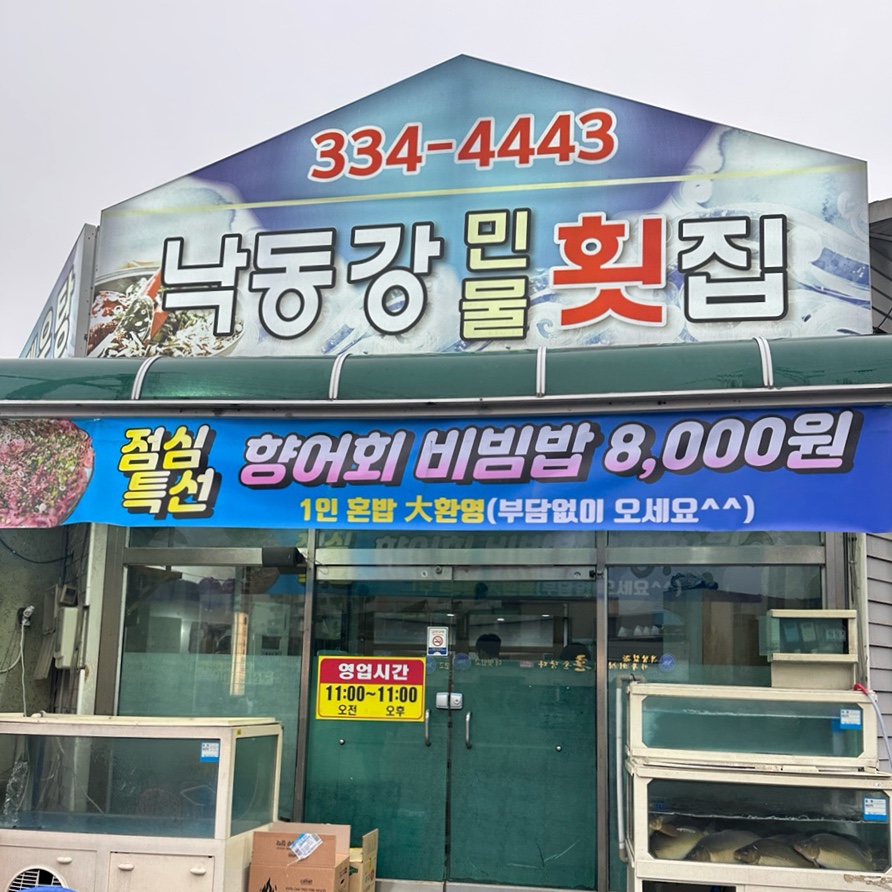 334-4443
낙동강 민물 횟집
점심 특선
향어회 비빔밥 8,000원
1인 혼밥 大환영(부담없이 오세요^^)
영업시간
11:00~11:00
오전 오후